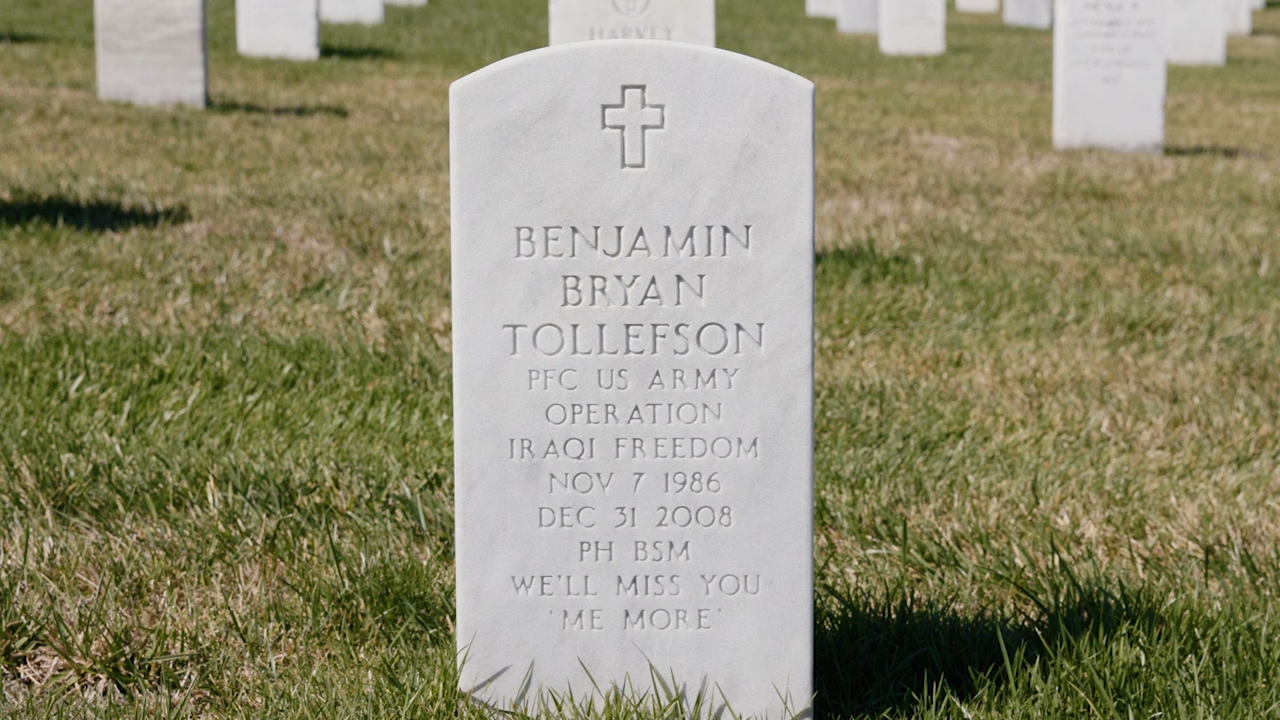 HARVEY
BENJAMIN
BRYAN
TOLLEFSON
PFC US ARMY
OPERATION
IRAQI FREEDOM
NOV 7 1986
DEC 31 2008
PH BSM
WE'LL MISS YOU
'ME MORE'